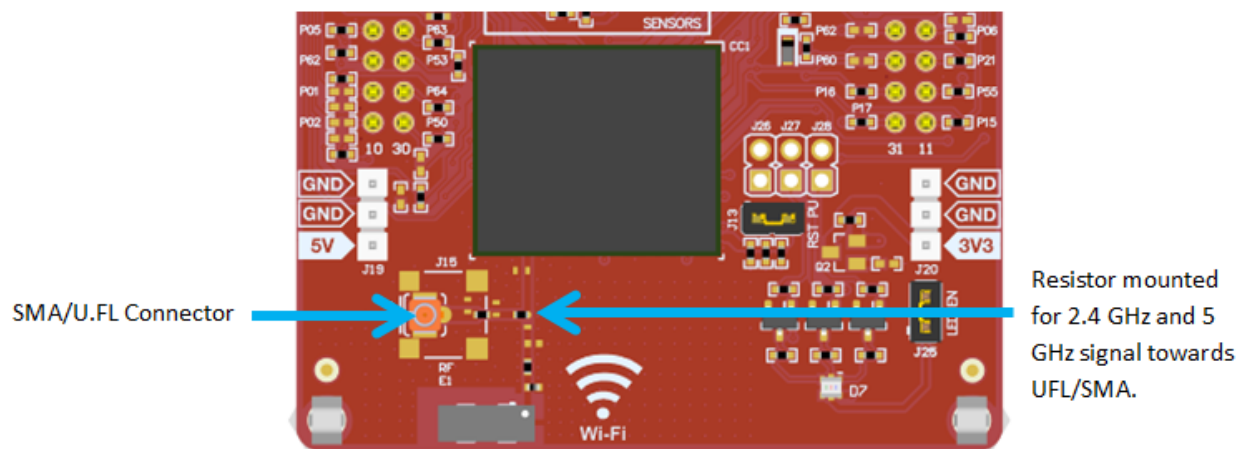 SENSORS
CC1
P05
P63
P62
P53
P01
P64
P02
P50
10 30
P62
P06
P60
P21
P16
P55
P17
P15
31 11
J26 J27 J28
GND
GND
5V
J19
J13
RST PU
GND
GND
3V3
J20
Q2
J15
SMA/U.FL Connector
RF
E1
Wi-Fi
D7
LED EN
J25
Resistor mounted
for 2.4 GHz and 5
GHz signal towards
UFL/SMA.